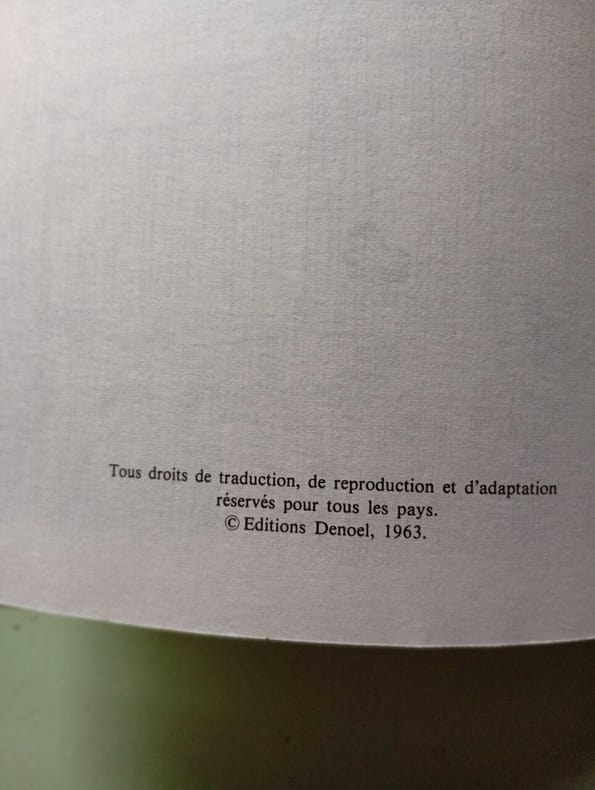 Tous droits de traduction, de reproduction et d'adaptation
réservés pour tous les pays.
© Editions Denoel, 1963.